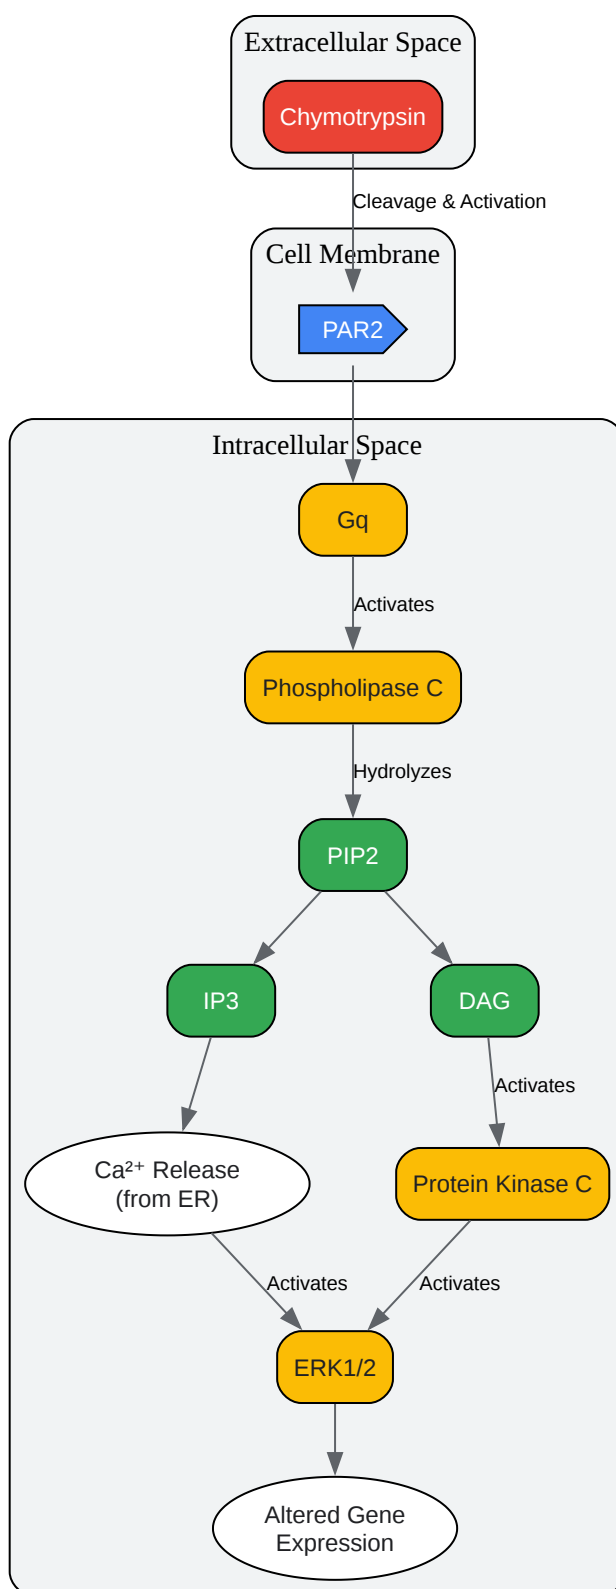 Extracellular Space
Chymotrypsin
Cleavage & Activation
Cell Membrane
PAR2
Intracellular Space
Gq
Activates
Phospholipase C
Hydrolyzes
PIP2
IP3
DAG
Activates
Ca²⁺ Release
(from ER)
Protein Kinase C
Activates
Activates
ERK1/2
Altered Gene
Expression